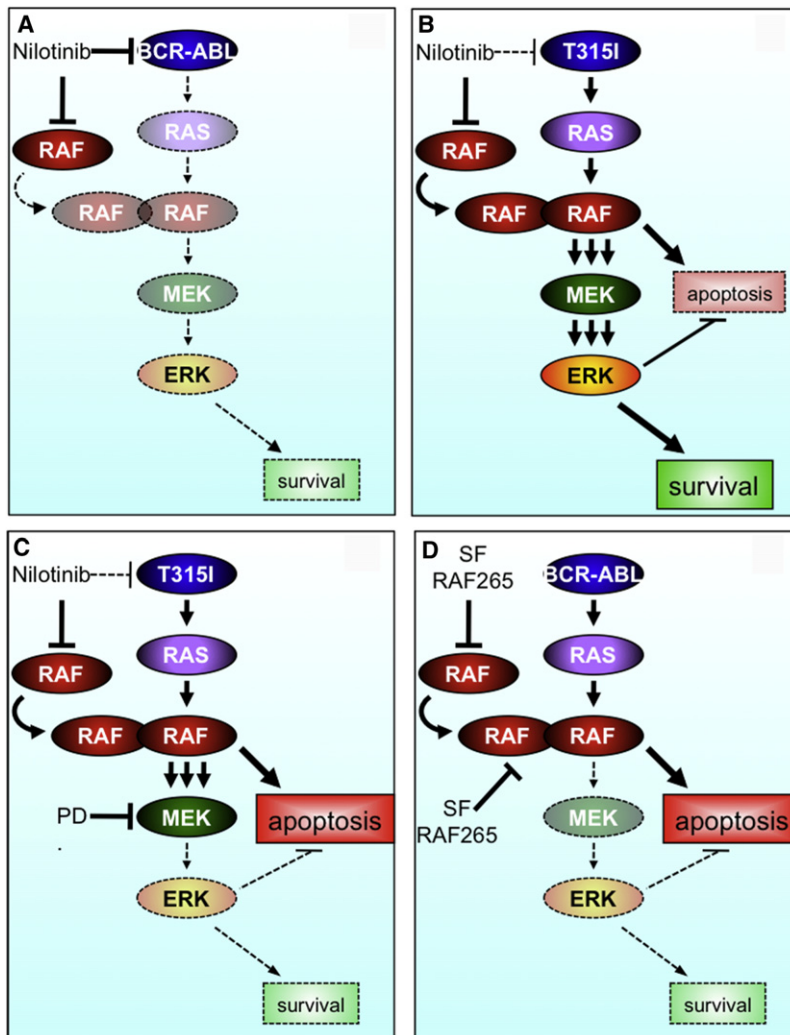 A
Nilotinib
BCR-ABL
RAS
RAF
RAF
RAF
MEK
ERK
survival
B
Nilotinib
T315I
RAS
RAF
RAF
RAF
MEK
apoptosis
ERK
survival
C
Nilotinib
T315I
RAS
RAF
RAF
RAF
PD
MEK
apoptosis
.
ERK
survival
D
SF
RAF265
BCR-ABL
RAS
RAF
RAF
RAF
SF
RAF265
MEK
apoptosis
ERK
survival